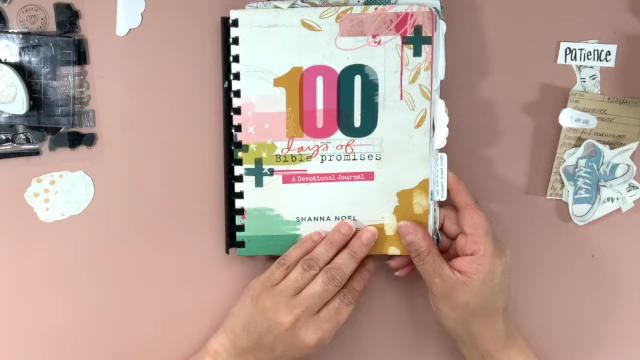 100
days of
Bible promises
A Devotional Journal
SHANNA NOEL
Patience